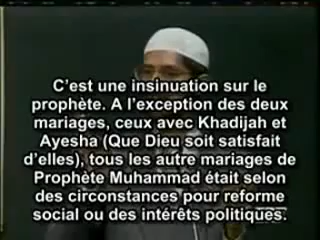 C'est une insinuation sur le
prophète. A l'exception des deux
mariages, ceux avec Khadijah et
Ayesha (Que Dieu soit satisfait
d'elles), tous les autre mariages de
Prophète Muhammad était selon
des circonstances pour reforme
social ou des intérêts politiques.